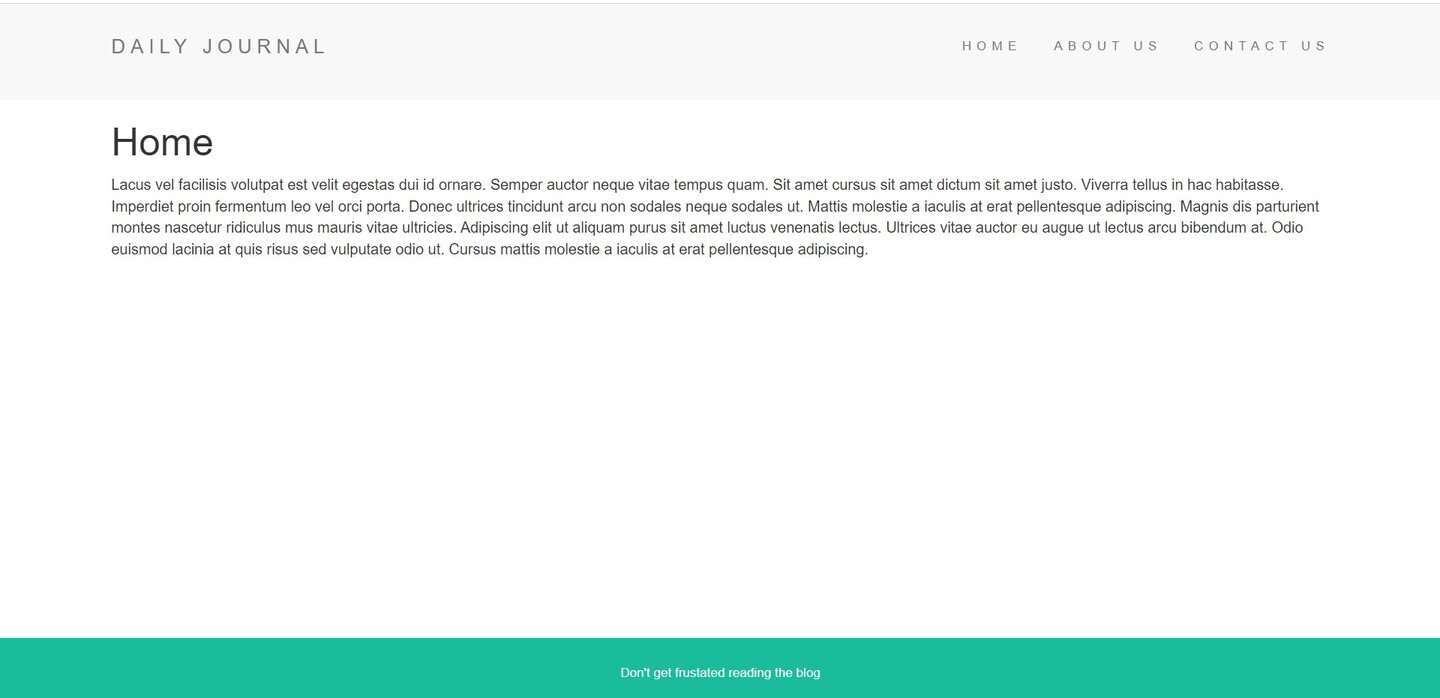 DAILY JOURNAL
HOME ABOUT US CONTACT US
Home
Lacus vel facilisis volutpat est velit egestas dui id ornare. Semper auctor neque vitae tempus quam. Sit amet cursus sit amet dictum sit amet justo. Viverra tellus in hac habitasse.
Imperdiet proin fermentum leo vel orci porta. Donec ultrices tincidunt arcu non sodales neque sodales ut. Mattis molestie a iaculis at erat pellentesque adipiscing. Magnis dis parturient
montes nascetur ridiculus mus mauris vitae ultricies. Adipiscing elit ut aliquam purus sit amet luctus venenatis lectus. Ultrices vitae auctor eu augue ut lectus arcu bibendum at. Odio
euismod lacinia at quis risus sed vulputate odio ut. Cursus mattis molestie a iaculis at erat pellentesque adipiscing.
Don't get frustated reading the blog